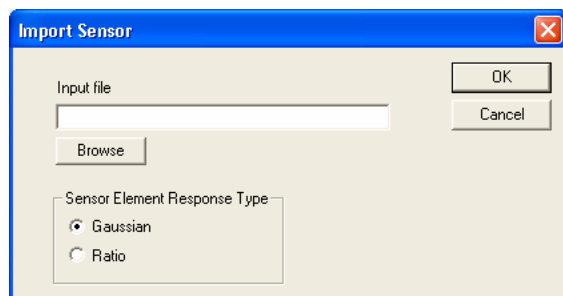 Import Sensor
Input file
OK
Cancel
Browse
Sensor Element Response Type
Gaussian
Ratio